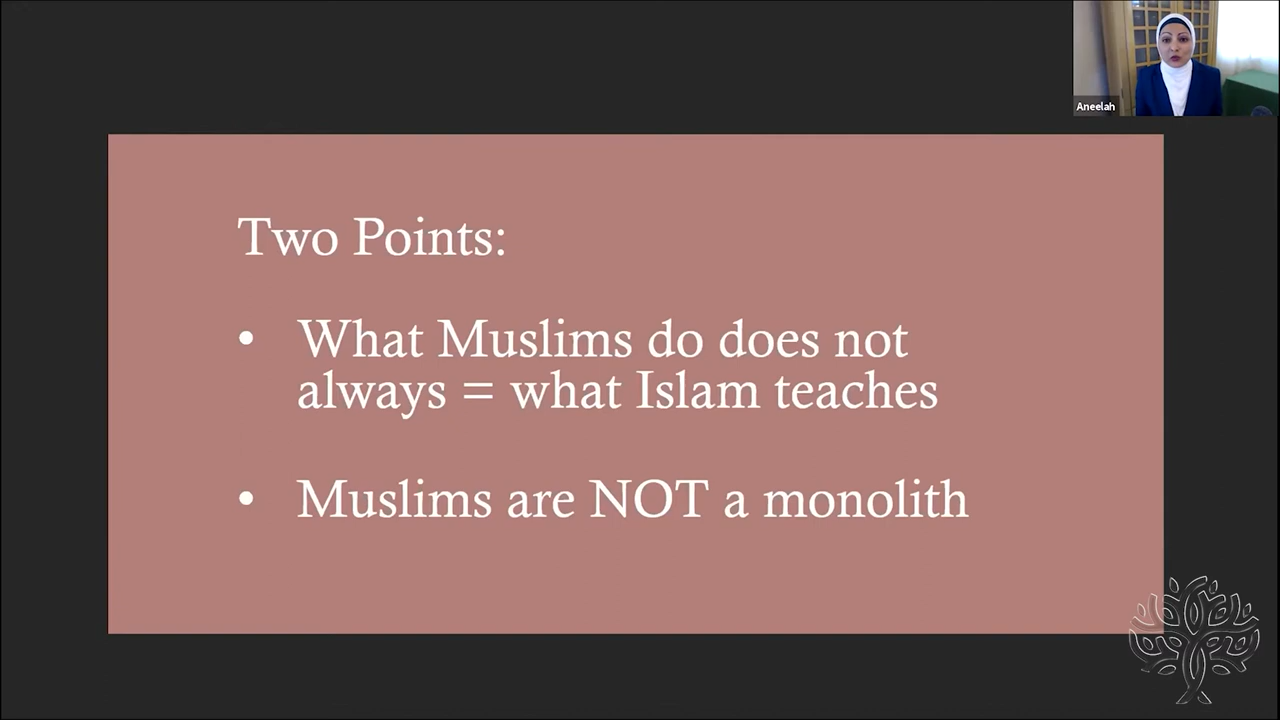 Aneelah
Two Points:
• What Muslims do does not
always = what Islam teaches
• Muslims are NOT a monolith